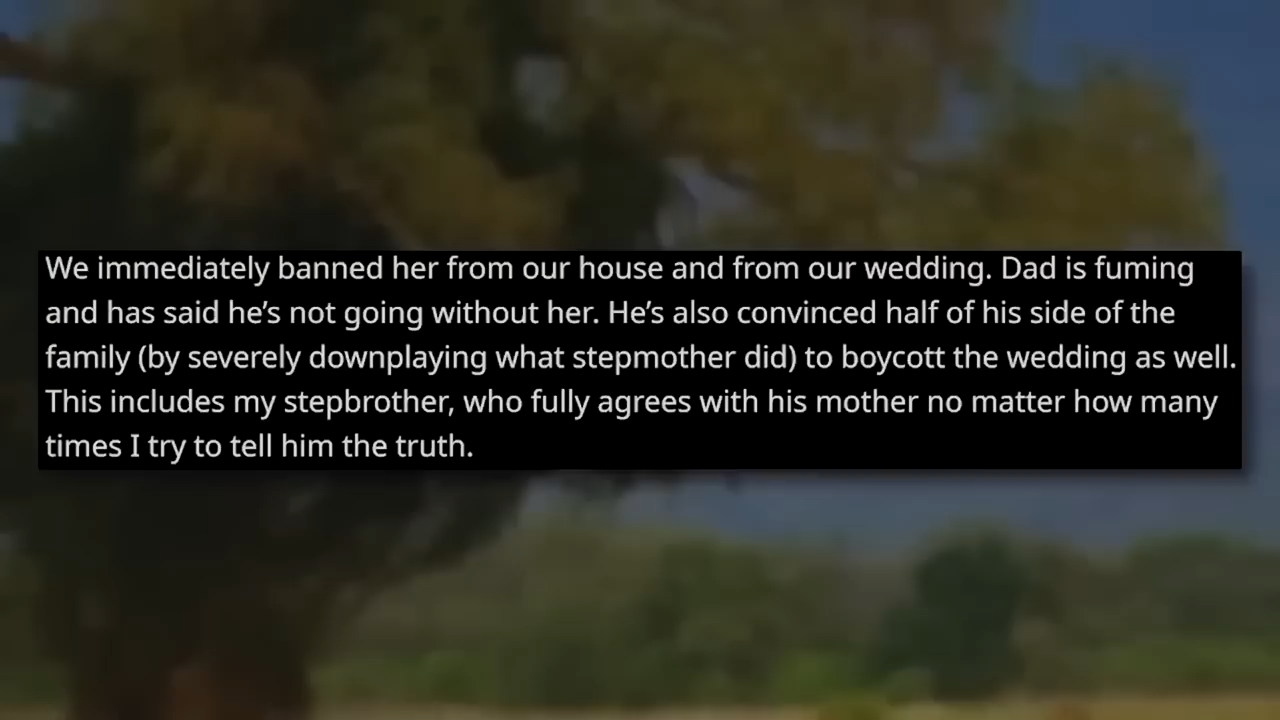 We immediately banned her from our house and from our wedding. Dad is fuming
and has said he’s not going without her. He’s also convinced half of his side of the
family (by severely downplaying what stepmother did) to boycott the wedding as well.
This includes my stepbrother, who fully agrees with his mother no matter how many
times I try to tell him the truth.